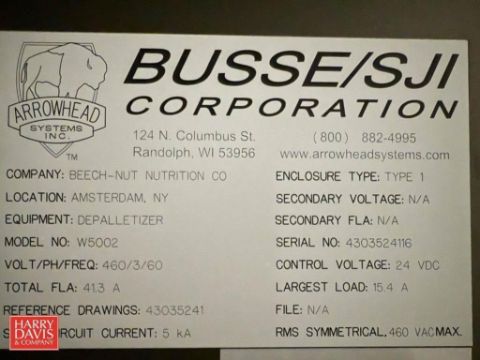 BUSSE/SJI
CORPORATION
ARROWHEAD
SYSTEMS
INC.
TM
124 N. Columbus St.
Randolph, WI 53956
(800) 882-4995
www.arrowheadsystems.com
COMPANY: BEECH-NUT NUTRITION CO
LOCATION: AMSTERDAM, NY
EQUIPMENT: DEPALLETIZER
MODEL NO: W5002
VOLT/PH/FREQ: 460/3/60
TOTAL FLA: 41.3 A
REFERENCE DRAWINGS: 43035241
CIRCUIT CURRENT: 5 kA
ENCLOSURE TYPE: TYPE 1
SECONDARY VOLTAGE: N/A
SECONDARY FLA: N/A
SERIAL NO: 4303524116
CONTROL VOLTAGE: 24 VDC
LARGEST LOAD: 15.4 A
FILE: N/A
RMS SYMMETRICAL, 460 VAC MAX.
HARRY
DAVIS
& COMPANY